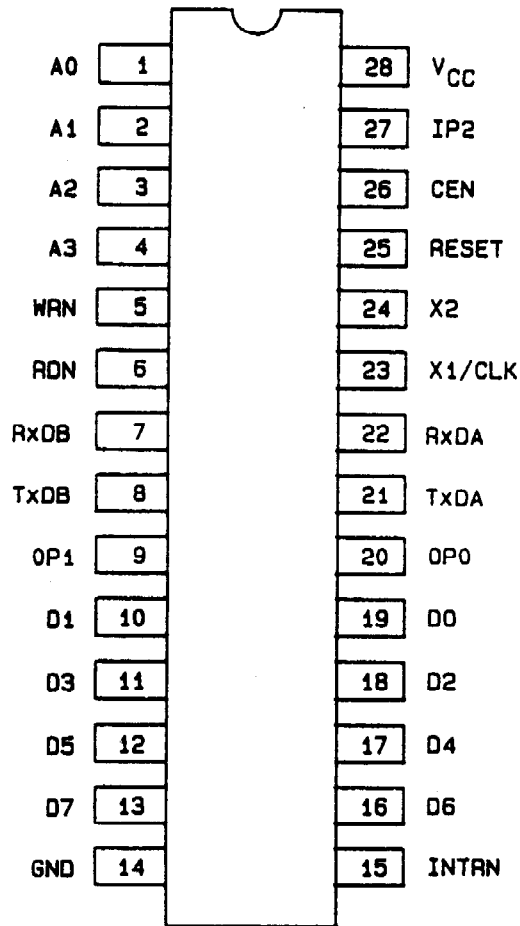 A0 1 28 VCC
A1 2 27 IP2
A2 3 26 CEN
A3 4 25 RESET
WRN 5 24 X2
RDN 6 23 X1/CLK
RxDB 7 22 RxDA
TxDB 8 21 TxDA
OP1 9 20 OP0
D1 10 19 D0
D3 11 18 D2
D5 12 17 D4
D7 13 16 D6
GND 14 15 INTRN